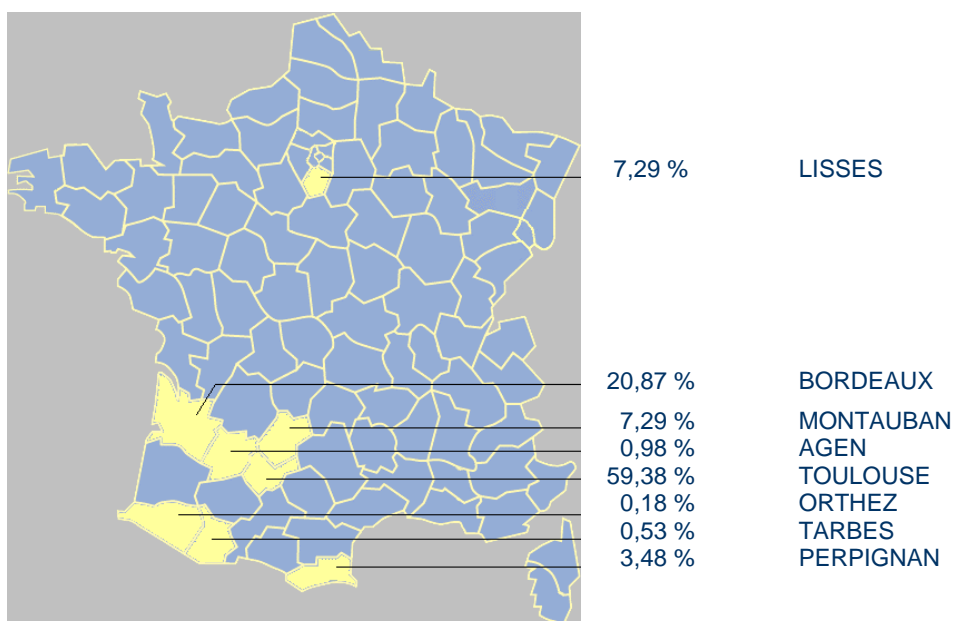 7,29 % LISSES
20,87 % BORDEAUX
7,29 % MONTAUBAN
0,98 % AGEN
59,38 % TOULOUSE
0,18 % ORTHEZ
0,53 % TARBES
3,48 % PERPIGNAN